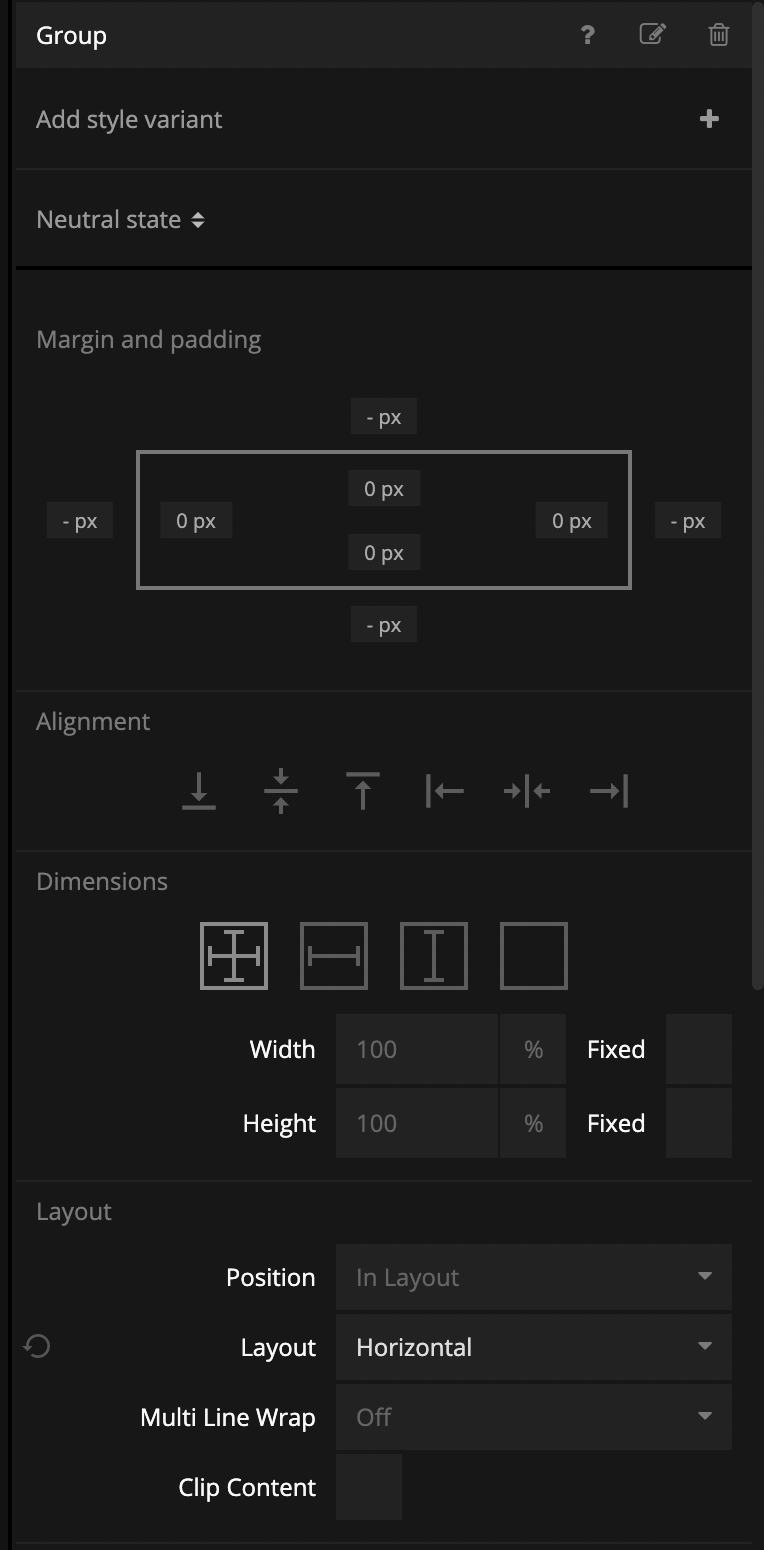 Group ?
Add style variant
Neutral state
Margin and padding
- px
0 px
- px 0 px 0 px - px
0 px
- px
Alignment
Dimensions
Width 100 % Fixed
Height 100 % Fixed
Layout
Position In Layout
Layout Horizontal
Multi Line Wrap Off
Clip Content